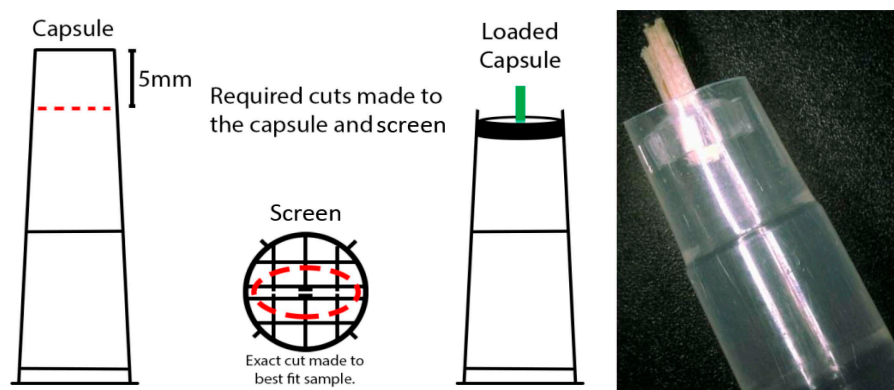 Capsule
5mm
Required cuts made to
the capsule and screen
Screen
Exact cut made to
best fit sample.
Loaded
Capsule